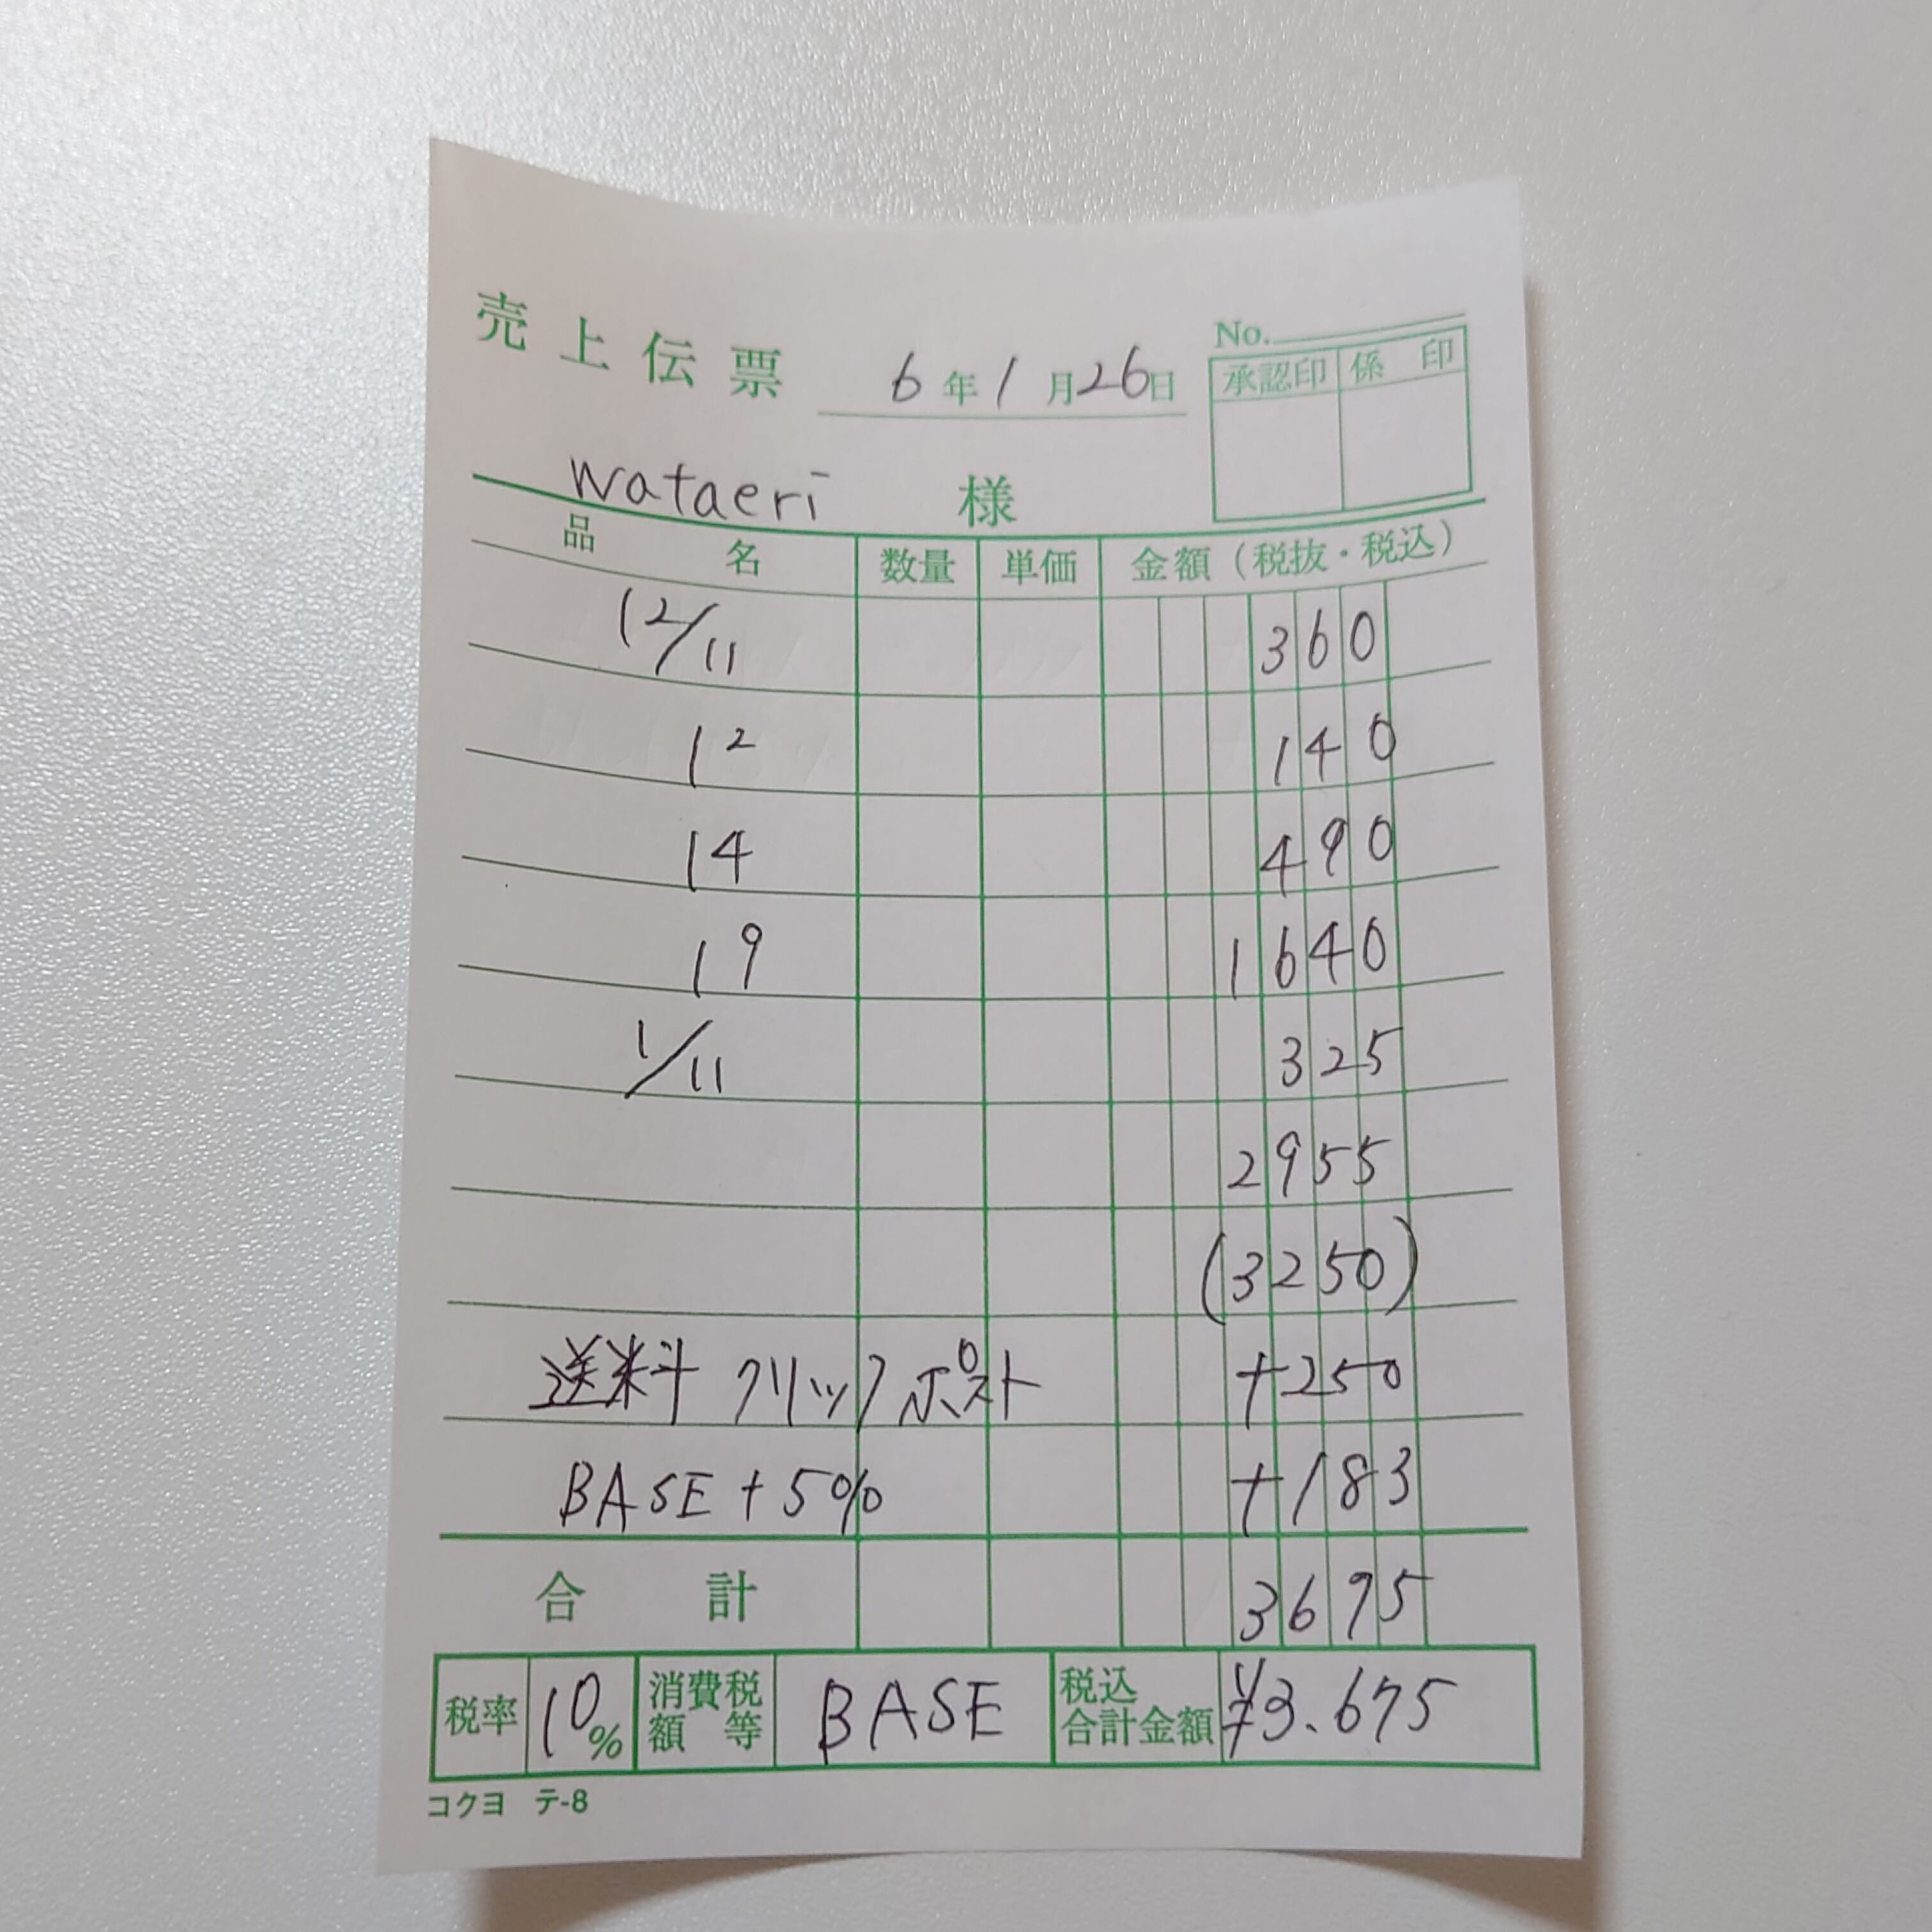 売上伝票 6年1月26日 No.
承認印 係印
wataeri 様
品名 数量 単価 金額(税抜・税込)
12/11 360
12 140
14 490
19 1640
1/11 325
2955
(3250)
送料 クリックポスト +250
BASE+5% +183
合計 3675
税率 10% 消費税額等 BASE 税込合計金額 ¥3.675
コクヨ テ-8